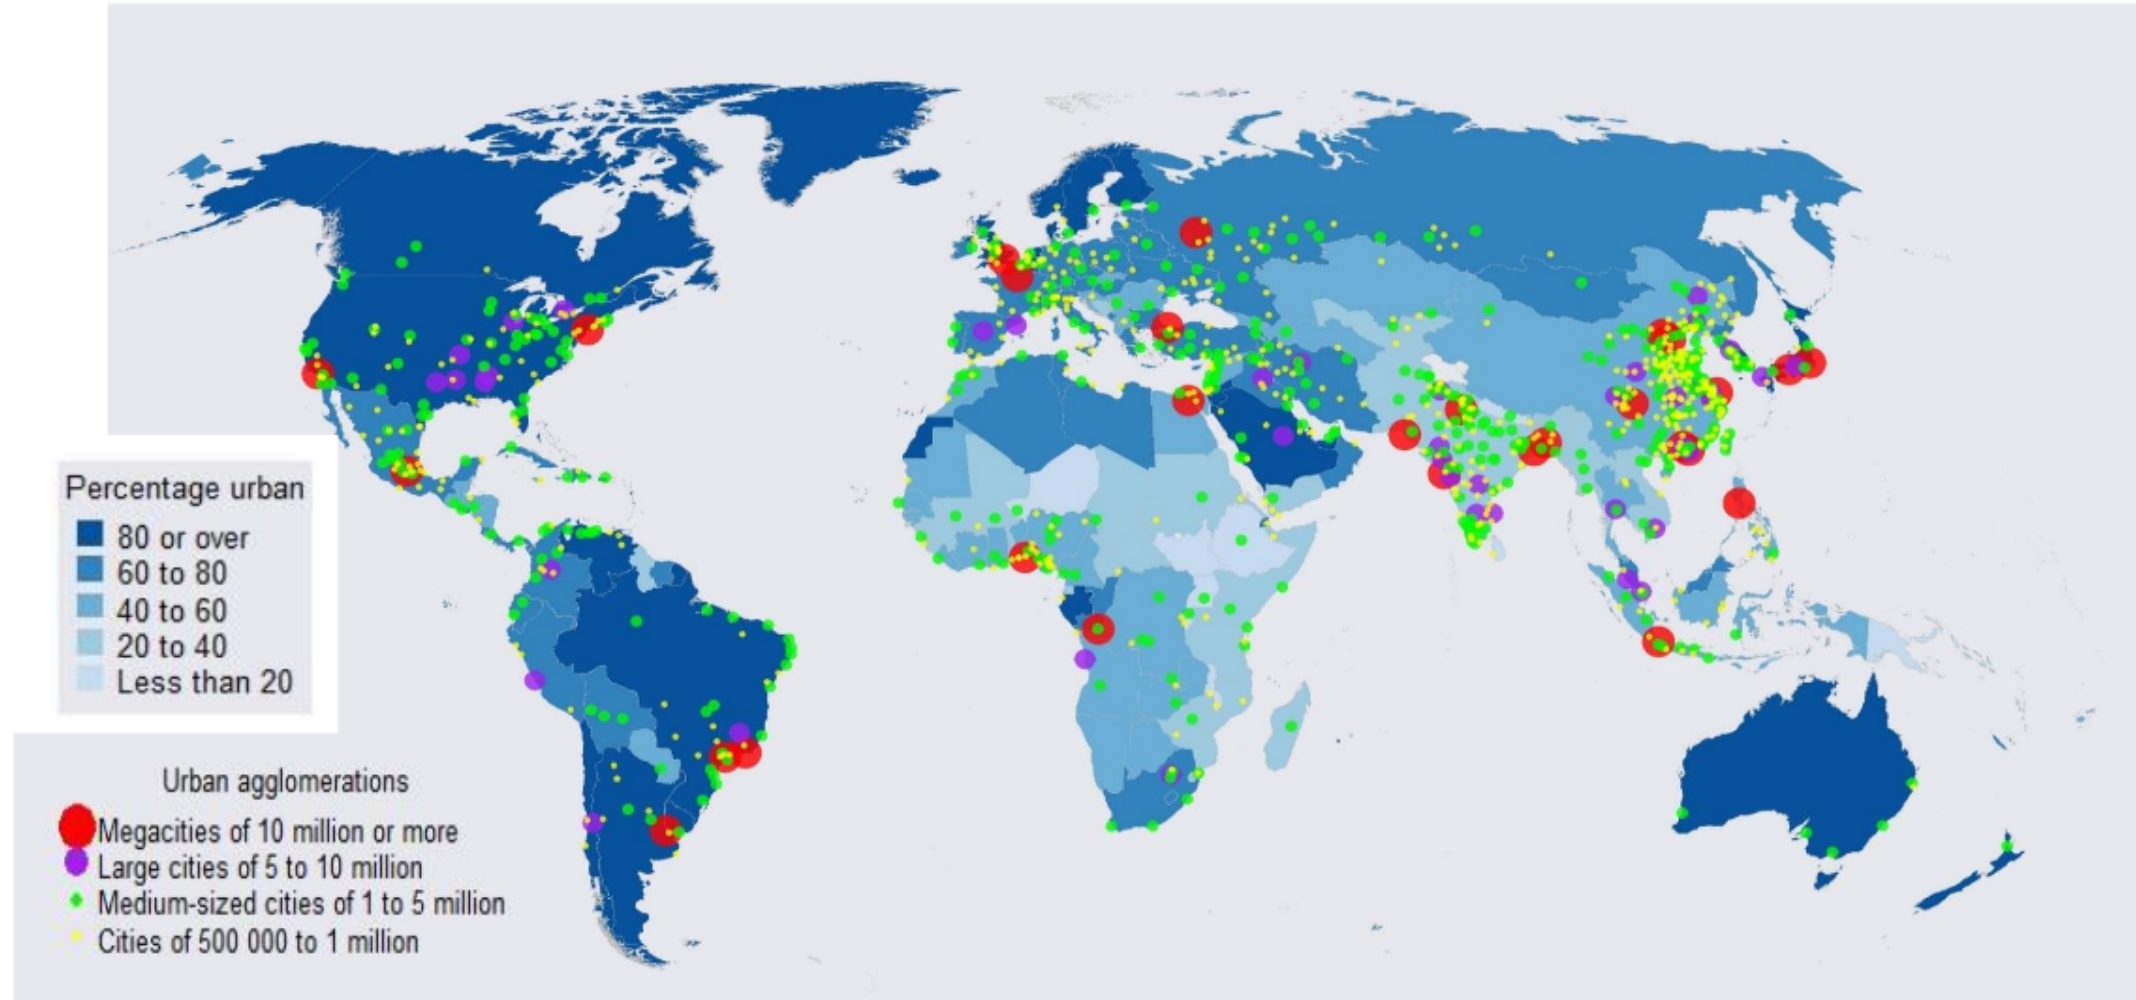 Percentage urban
80 or over
60 to 80
40 to 60
20 to 40
Less than 20
Urban agglomerations
Megacities of 10 million or more
Large cities of 5 to 10 million
Medium-sized cities of 1 to 5 million
Cities of 500 000 to 1 million